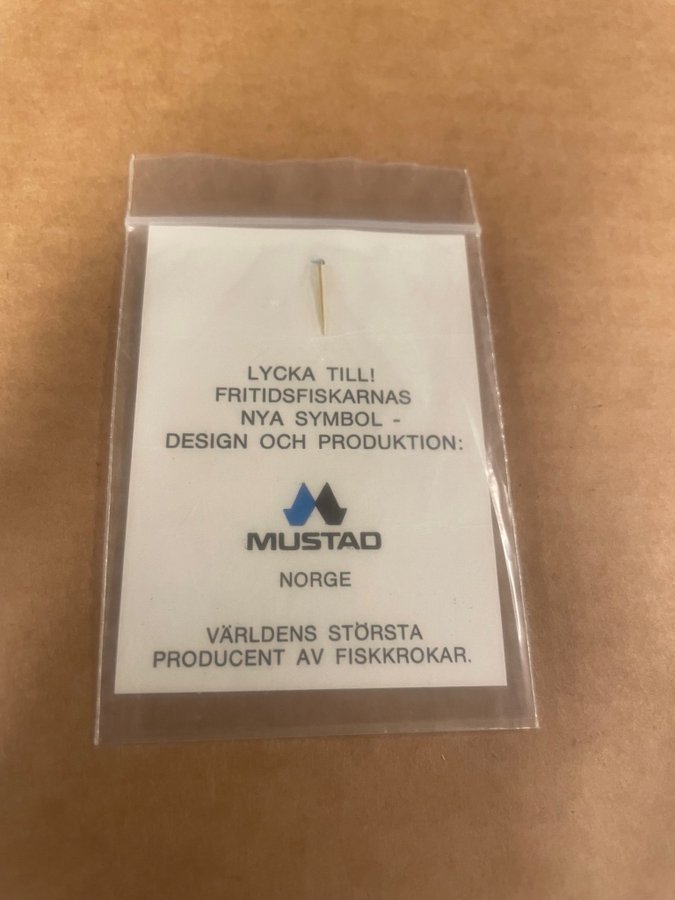 LYCKA TILL!
FRITIDSFISKARNAS
NYA SYMBOL -
DESIGN OCH PRODUKTION:
MUSTAD
NORGE
VÄRLDENS STÖRSTA
PRODUCENT AV FISKKROKAR.